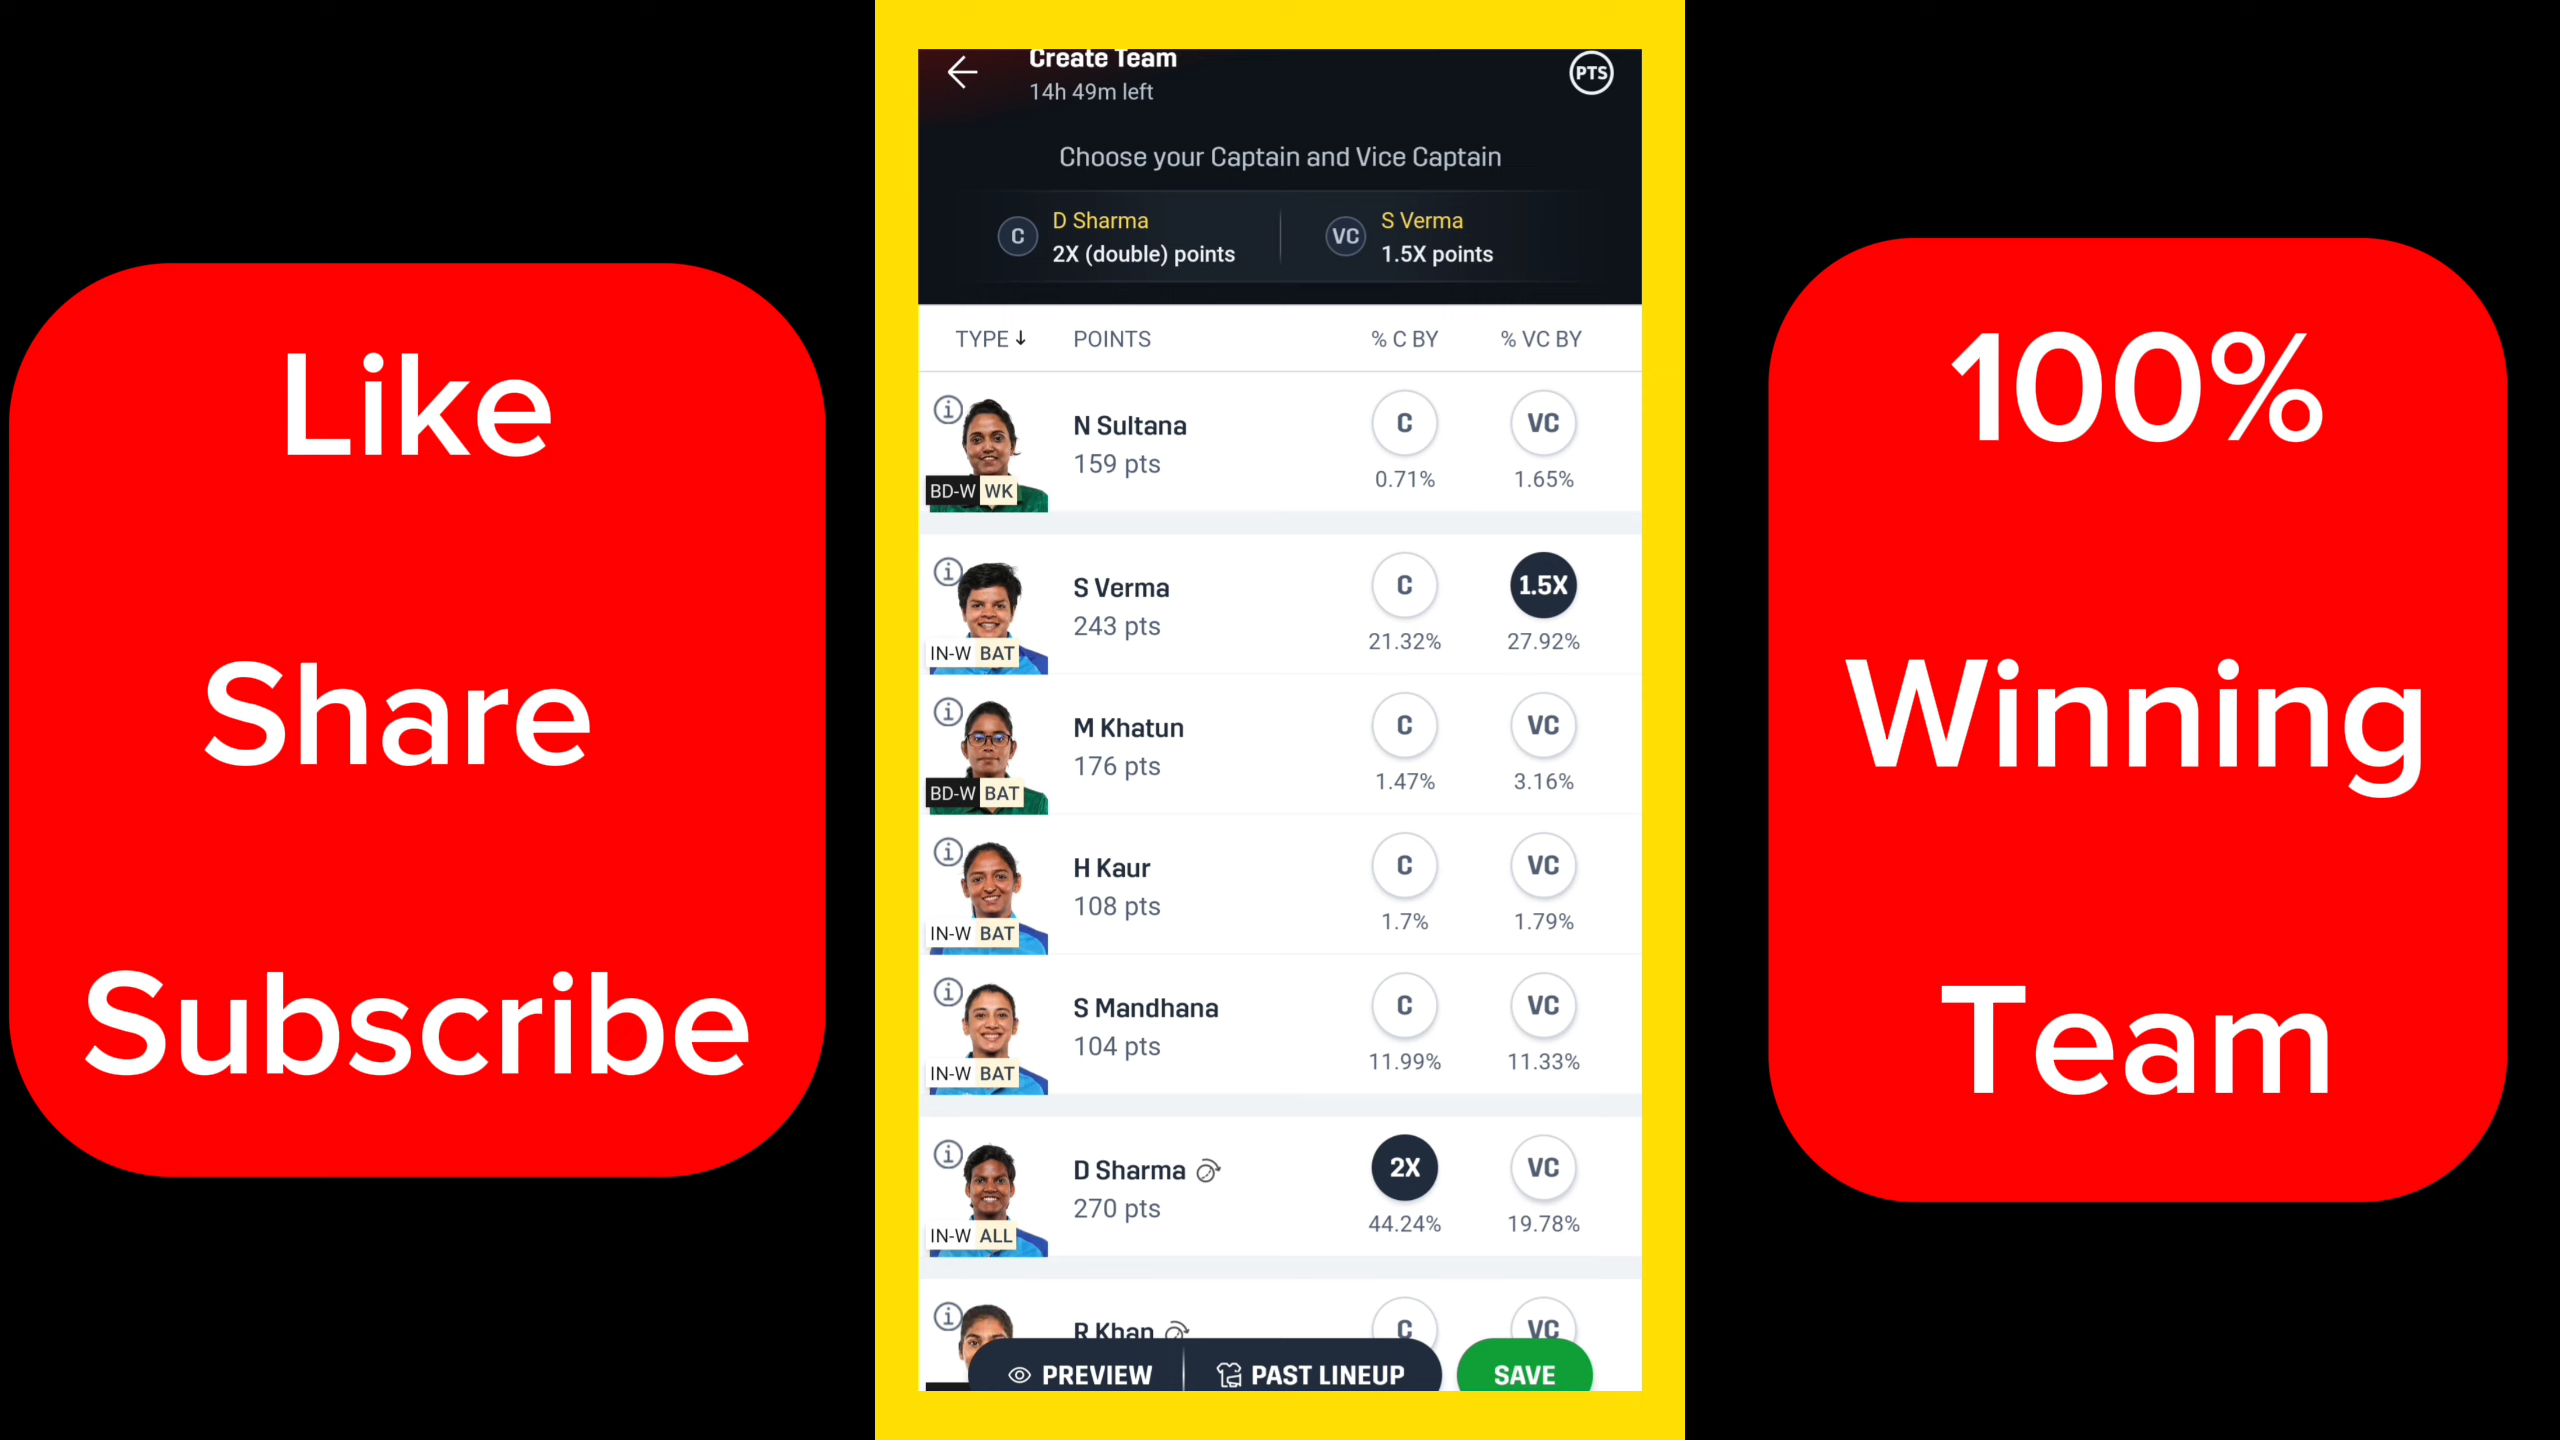 Like
Share
Subscribe
Create Team
14h 49m left
PTS
Choose your Captain and Vice Captain
C D Sharma
2X (double) points
VC S Verma
1.5X points
TYPE POINTS % C BY % VC BY
N Sultana C VC
159 pts 0.71% 1.65%
BD-W WK
S Verma C 1.5X
243 pts 21.32% 27.92%
IN-W BAT
M Khatun C VC
176 pts 1.47% 3.16%
BD-W BAT
H Kaur C VC
108 pts 1.7% 1.79%
IN-W BAT
S Mandhana C VC
104 pts 11.99% 11.33%
IN-W BAT
D Sharma 2X VC
270 pts 44.24% 19.78%
IN-W ALL
R Khan C VC
PREVIEW PAST LINEUP SAVE
100%
Winning
Team